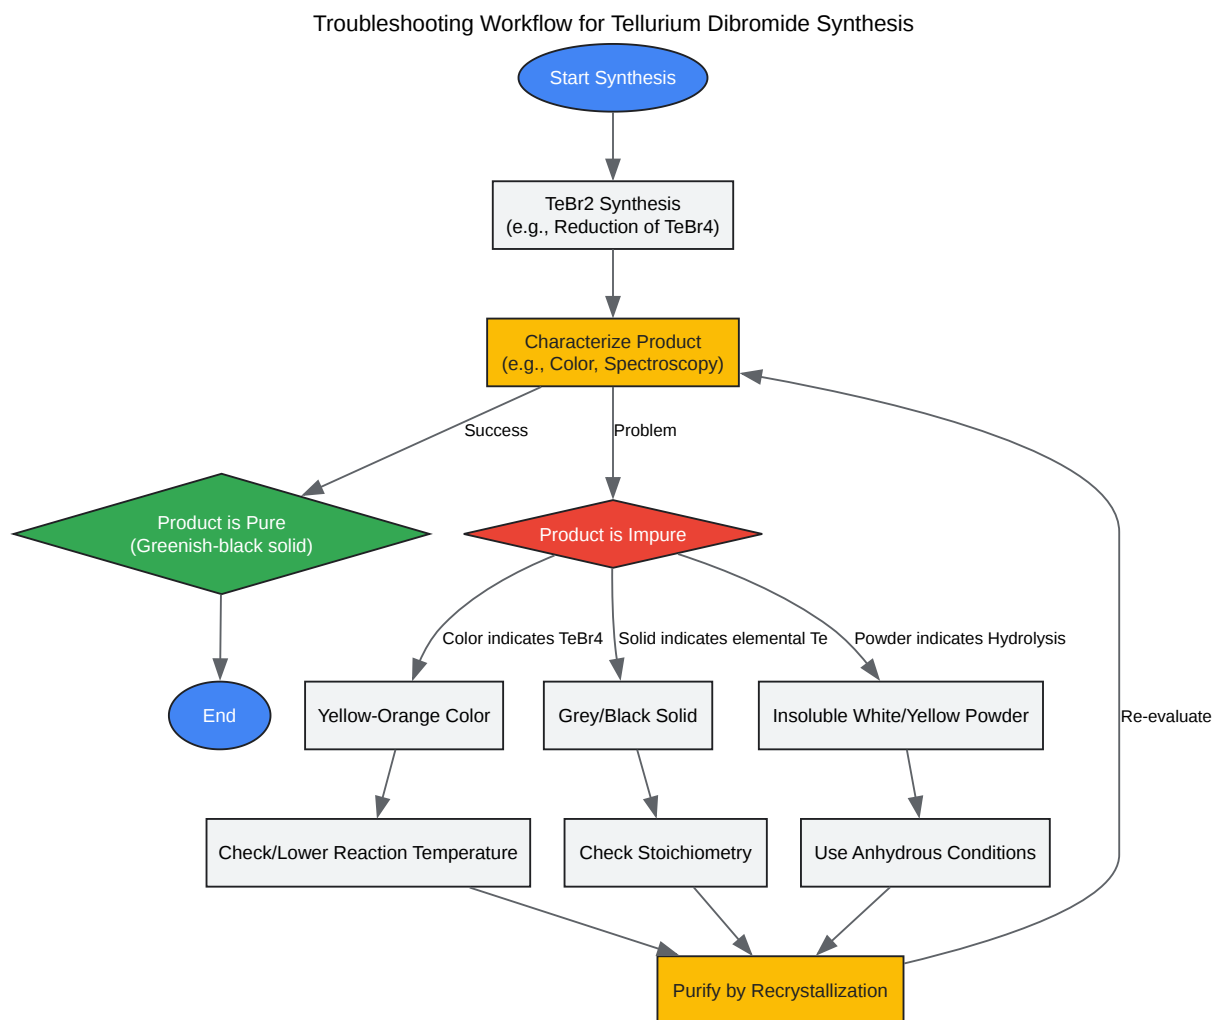 Troubleshooting Workflow for Tellurium Dibromide Synthesis
Start Synthesis
TeBr2 Synthesis
(e.g., Reduction of TeBr4)
Characterize Product
(e.g., Color, Spectroscopy)
Success
Problem
Product is Pure
(Greenish-black solid)
Product is Impure
Color indicates TeBr4
Solid indicates elemental Te
Powder indicates Hydrolysis
End
Yellow-Orange Color
Grey/Black Solid
Insoluble White/Yellow Powder
Re-evaluate
Check/Lower Reaction Temperature
Check Stoichiometry
Use Anhydrous Conditions
Purify by Recrystallization